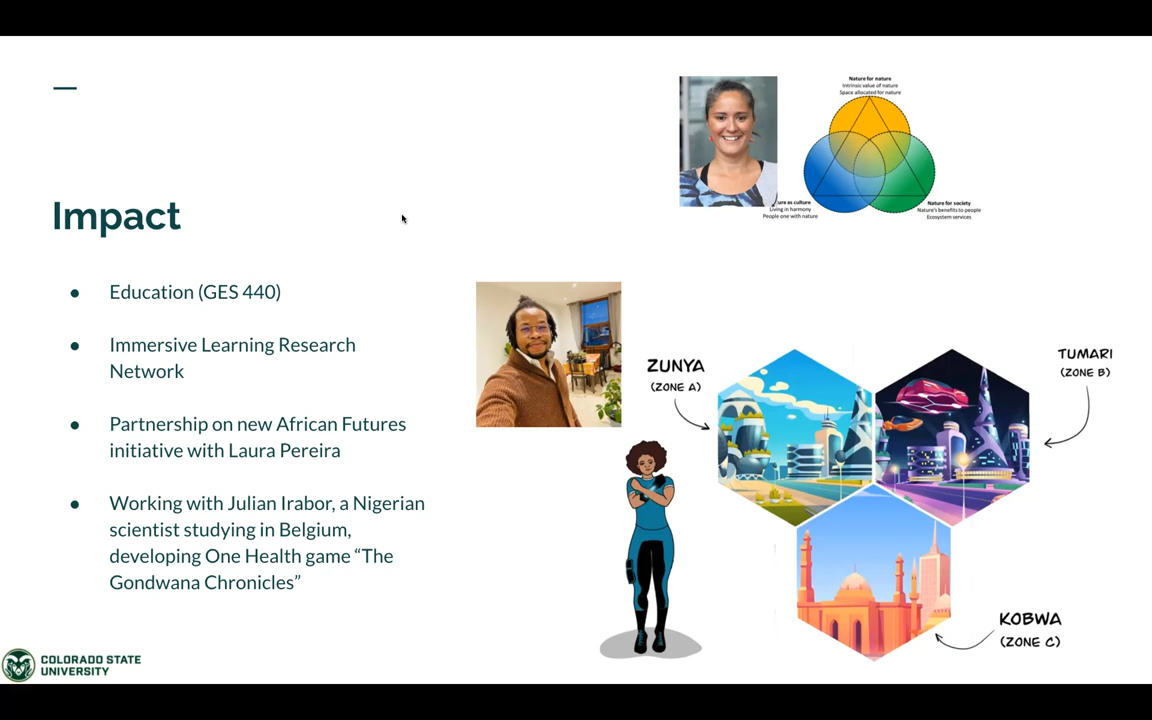 Impact
● Education (GES 440)
● Immersive Learning Research
Network
● Partnership on new African Futures
initiative with Laura Pereira
● Working with Julian Irabor, a Nigerian
scientist studying in Belgium,
developing One Health game “The
Gondwana Chronicles”
Nature for nature
Intrinsic value of nature
Space allocated for nature
ure as culture
Living in harmony
People one with nature
Nature for society
Nature's benefits to people
Ecosystem services
ZUNYA
(ZONE A)
TUMARI
(ZONE B)
KOBWA
(ZONE C)
COLORADO STATE
UNIVERSITY